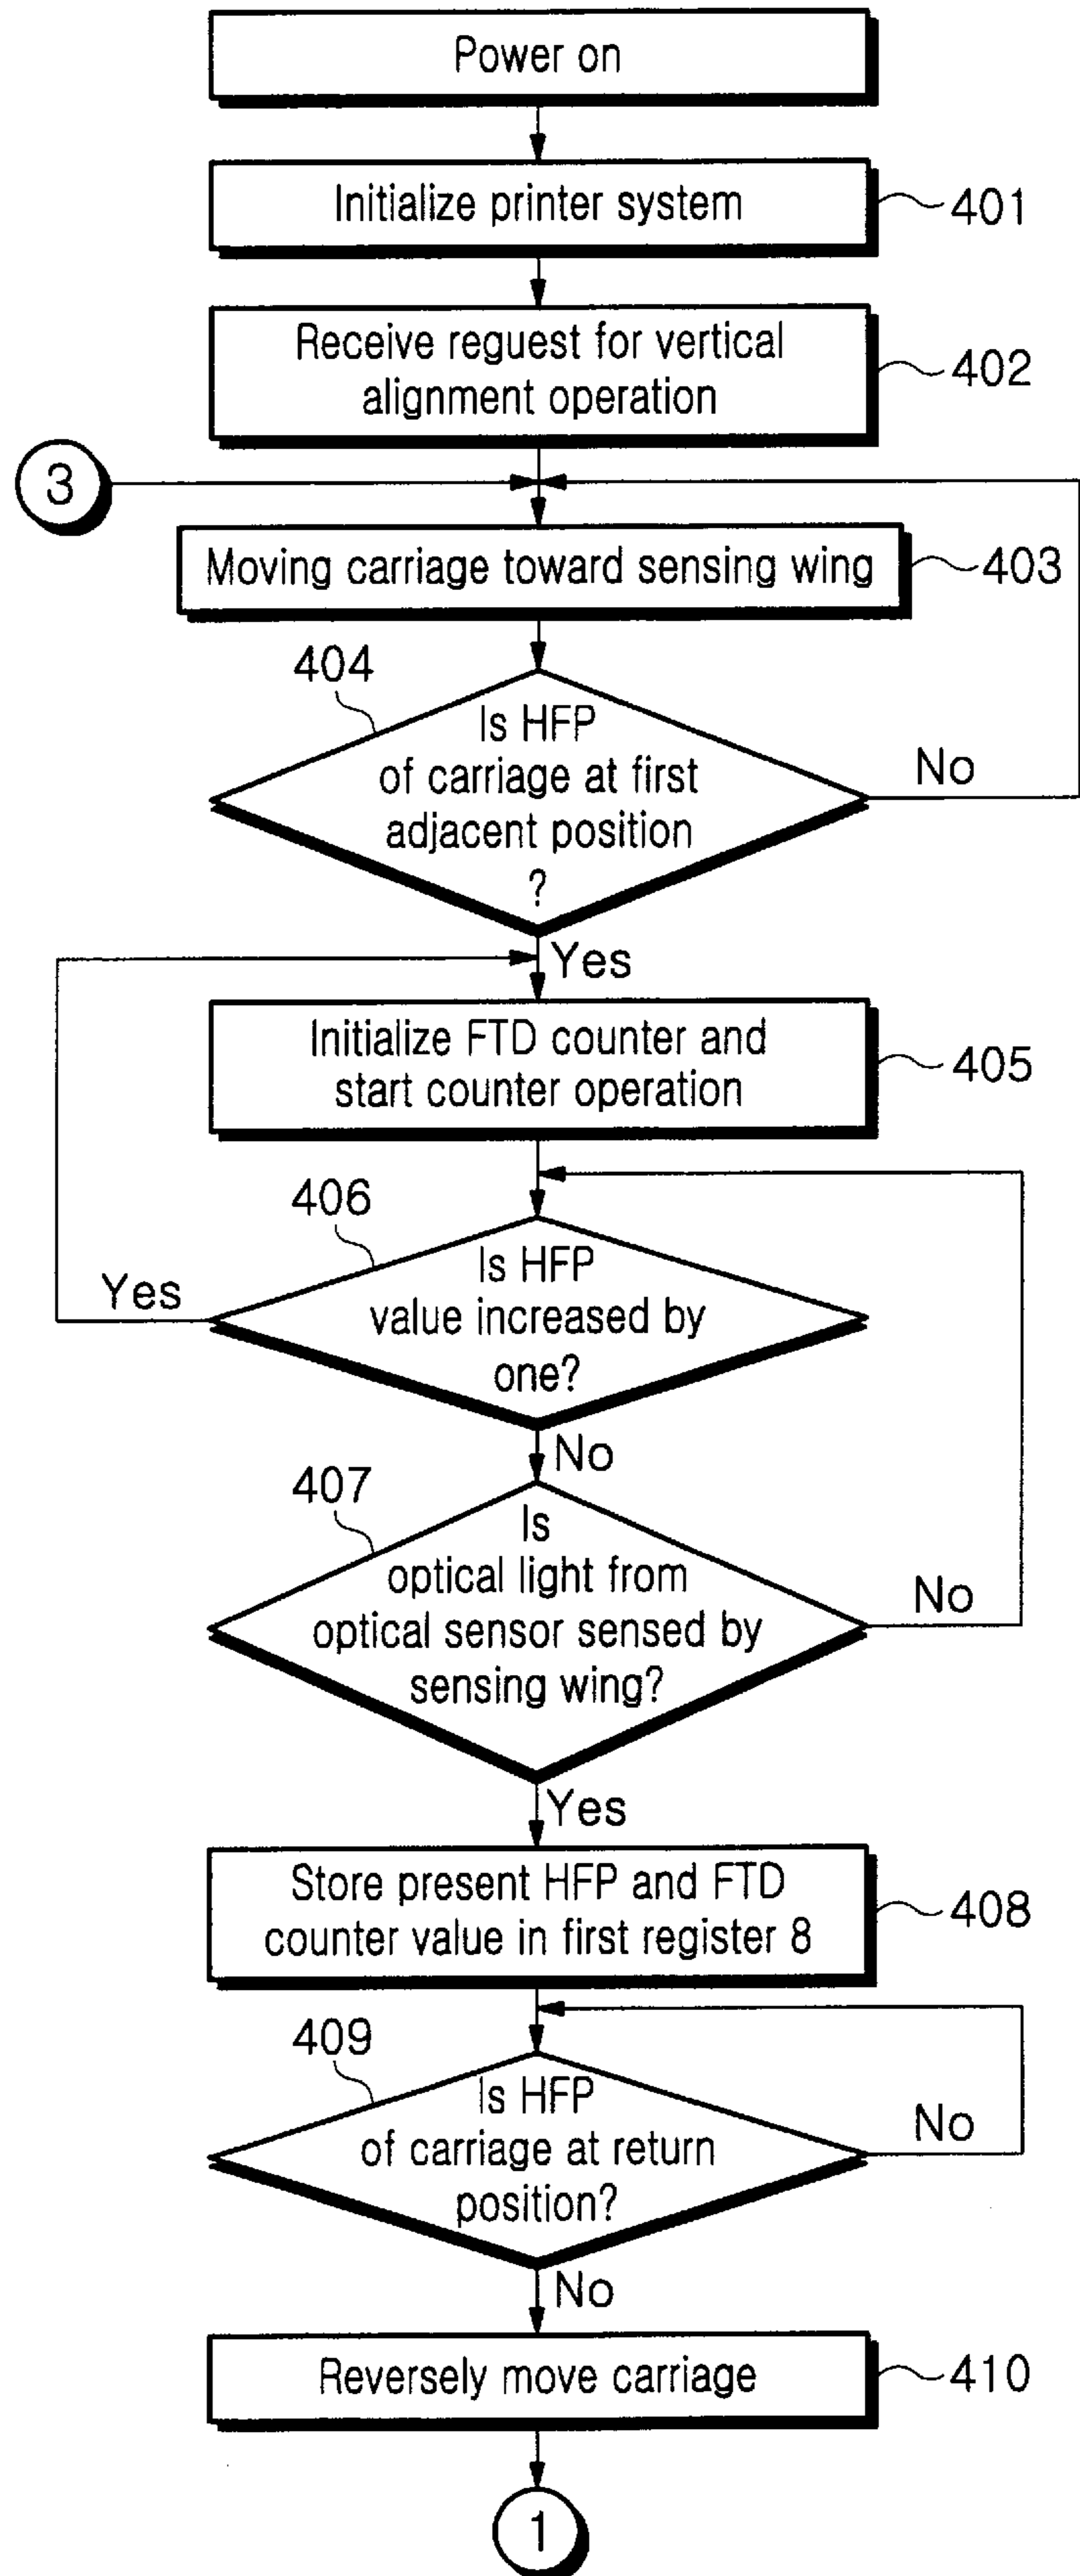 Power on
Initialize printer system
401
Receive reguest for vertical
alignment operation
402
3
Moving carriage toward sensing wing
403
404
Is HFP
of carriage at first
adjacent position
?
No
Yes
Initialize FTD counter and
start counter operation
405
406
Is HFP
value increased by
one?
Yes
No
407
Is
optical light from
optical sensor sensed by
sensing wing?
No
Yes
Store present HFP and FTD
counter value in first register 8
408
409
Is HFP
of carriage at return
position?
No
No
Reversely move carriage
410
1